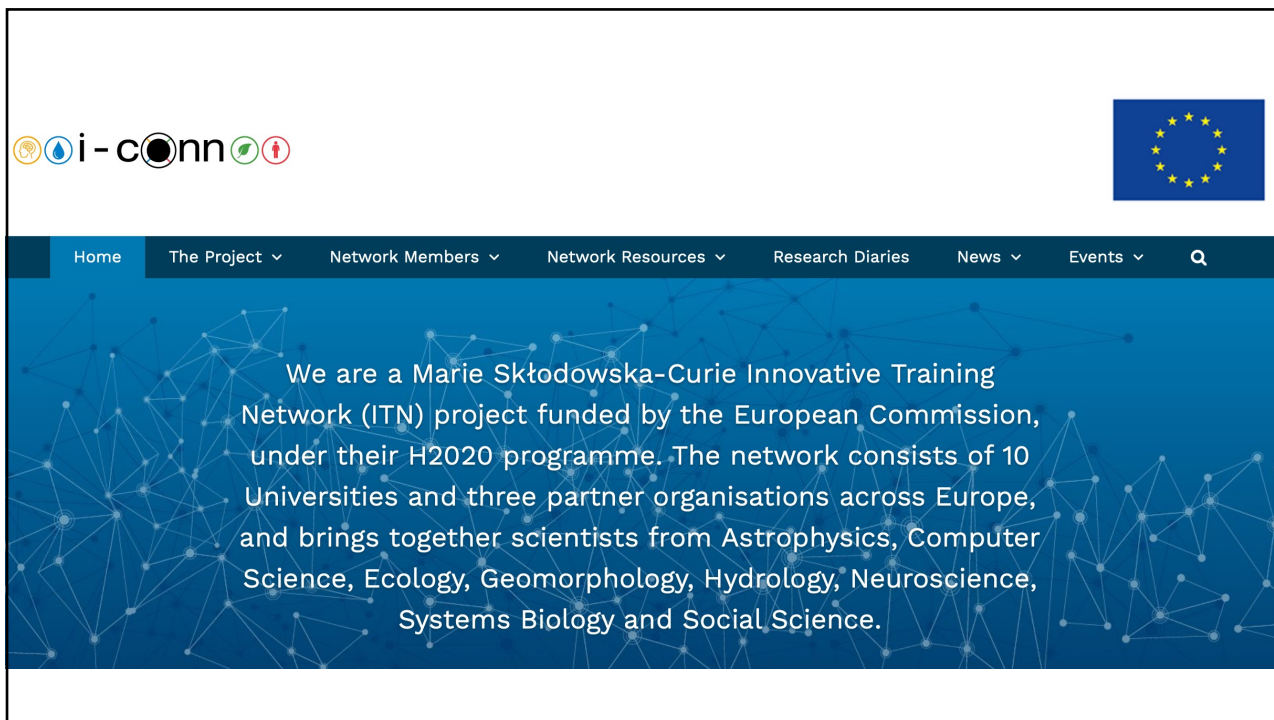 i-conn
Home The Project Network Members Network Resources Research Diaries News Events
We are a Marie Skłodowska-Curie Innovative Training
Network (ITN) project funded by the European Commission,
under their H2020 programme. The network consists of 10
Universities and three partner organisations across Europe,
and brings together scientists from Astrophysics, Computer
Science, Ecology, Geomorphology, Hydrology, Neuroscience,
Systems Biology and Social Science.